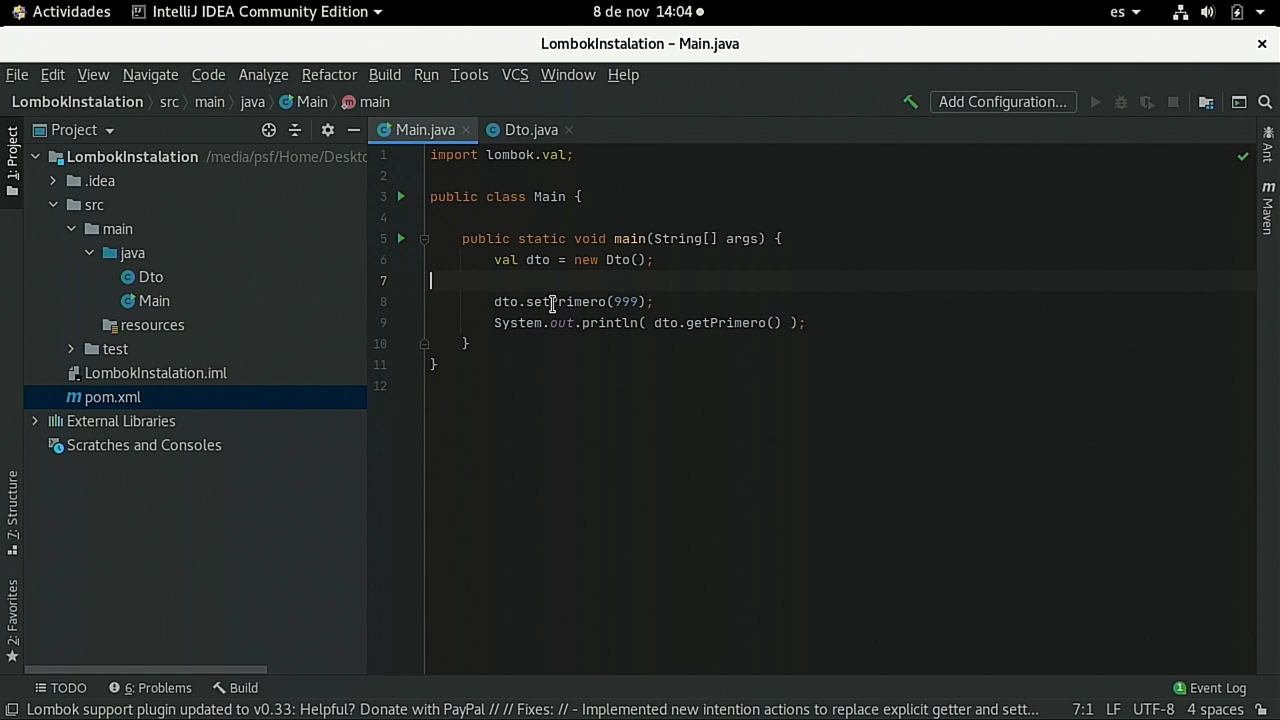 Actividades IntelliJ IDEA Community Edition 8 de nov 14:04 es
LombokInstalation – Main.java ×
File Edit View Navigate Code Analyze Refactor Build Run Tools VCS Window Help
LombokInstalation src main java Main main Add Configuration...
1: Project
Project
Main.java Dto.java
LombokInstalation /media/psf/Home/Deskto
.idea
src
main
java
Dto
Main
resources
test
LombokInstalation.iml
pom.xml
External Libraries
Scratches and Consoles
1 import lombok.val;
2
3 public class Main {
4
5 public static void main(String[] args) {
6 val dto = new Dto();
7
8 dto.setPrimero(999);
9 System.out.println( dto.getPrimero() );
10 }
11 }
12
Ant
Maven
7: Structure
2: Favorites
TODO 6: Problems Build 1 Event Log
Lombok support plugin updated to v0.33: Helpful? Donate with PayPal // // Fixes: // - Implemented new intention actions to replace explicit getter and sett... 7:1 LF UTF-8 4 spaces